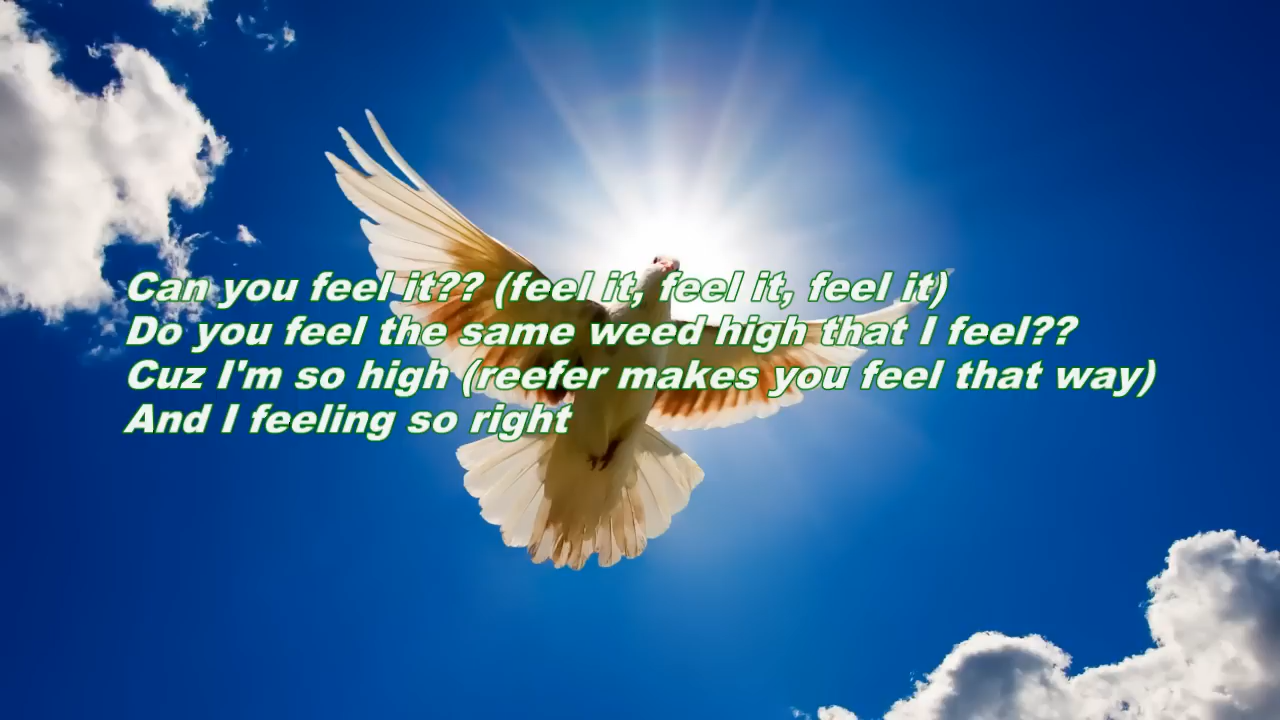 Can you feel it?? (feel it, feel it, feel it)
Do you feel the same weed high that I feel??
Cuz I'm so high (reefer makes you feel that way)
And I feeling so right